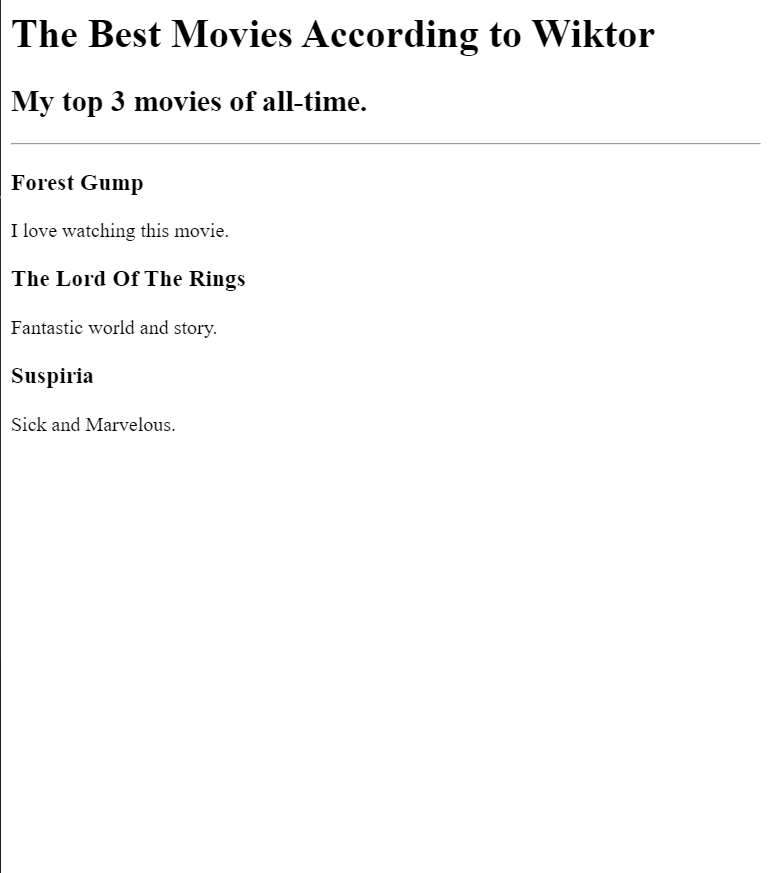 The Best Movies According to Wiktor
My top 3 movies of all-time.
Forest Gump
I love watching this movie.
The Lord Of The Rings
Fantastic world and story.
Suspiria
Sick and Marvelous.